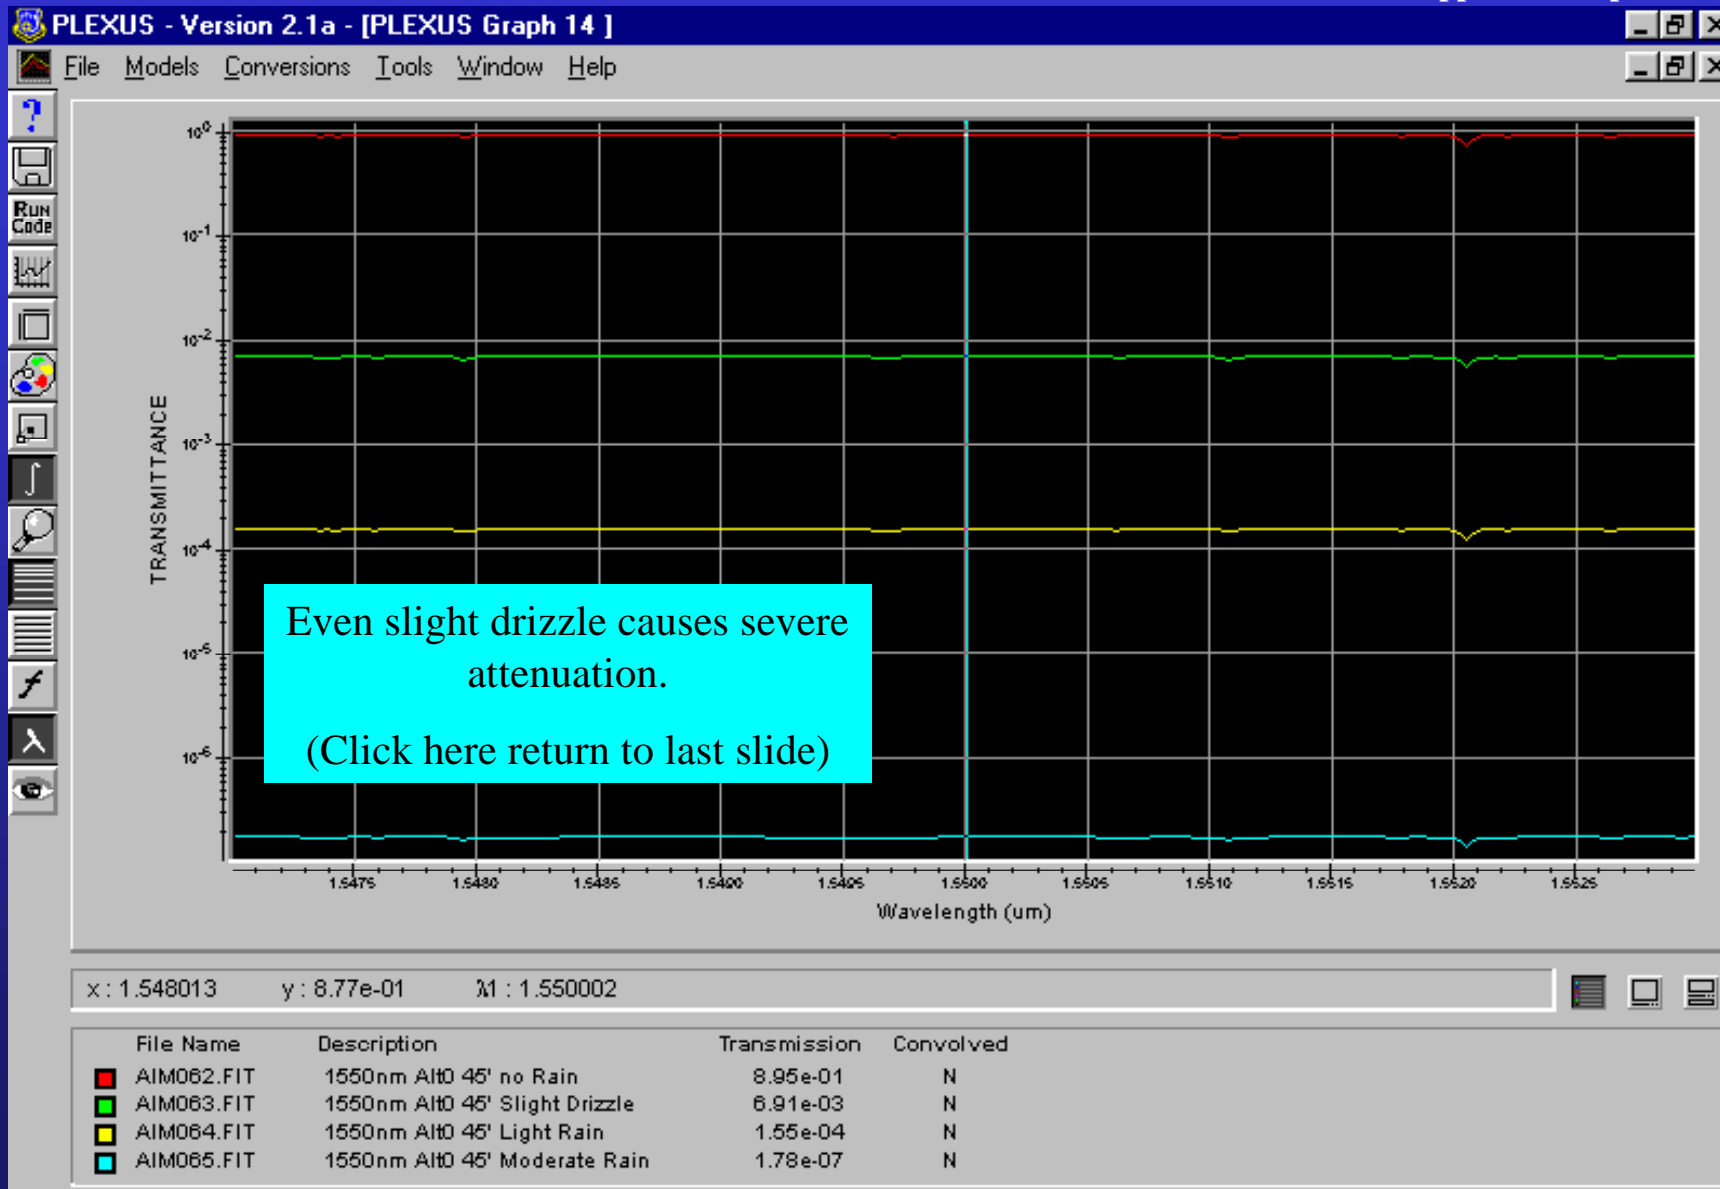 PLEXUS - Version 2.1a - [PLEXUS Graph 14 ]
File Models Conversions Tools Window Help
?
Run
Code
∫
f
λ
10⁰
10⁻¹
10⁻²
10⁻³
10⁻⁴
10⁻⁵
10⁻⁶
TRANSMITTANCE
Even slight drizzle causes severe
attenuation.
(Click here return to last slide)
1.5475 1.5480 1.5485 1.5490 1.5495 1.5500 1.5505 1.5510 1.5515 1.5520 1.5525
Wavelength (um)
x : 1.548013 y : 8.77e-01 λ1 : 1.550002
File Name Description Transmission Convolved
AIM062.FIT 1550nm Alt0 45' no Rain 8.95e-01 N
AIM063.FIT 1550nm Alt0 45' Slight Drizzle 6.91e-03 N
AIM064.FIT 1550nm Alt0 45' Light Rain 1.55e-04 N
AIM065.FIT 1550nm Alt0 45' Moderate Rain 1.78e-07 N